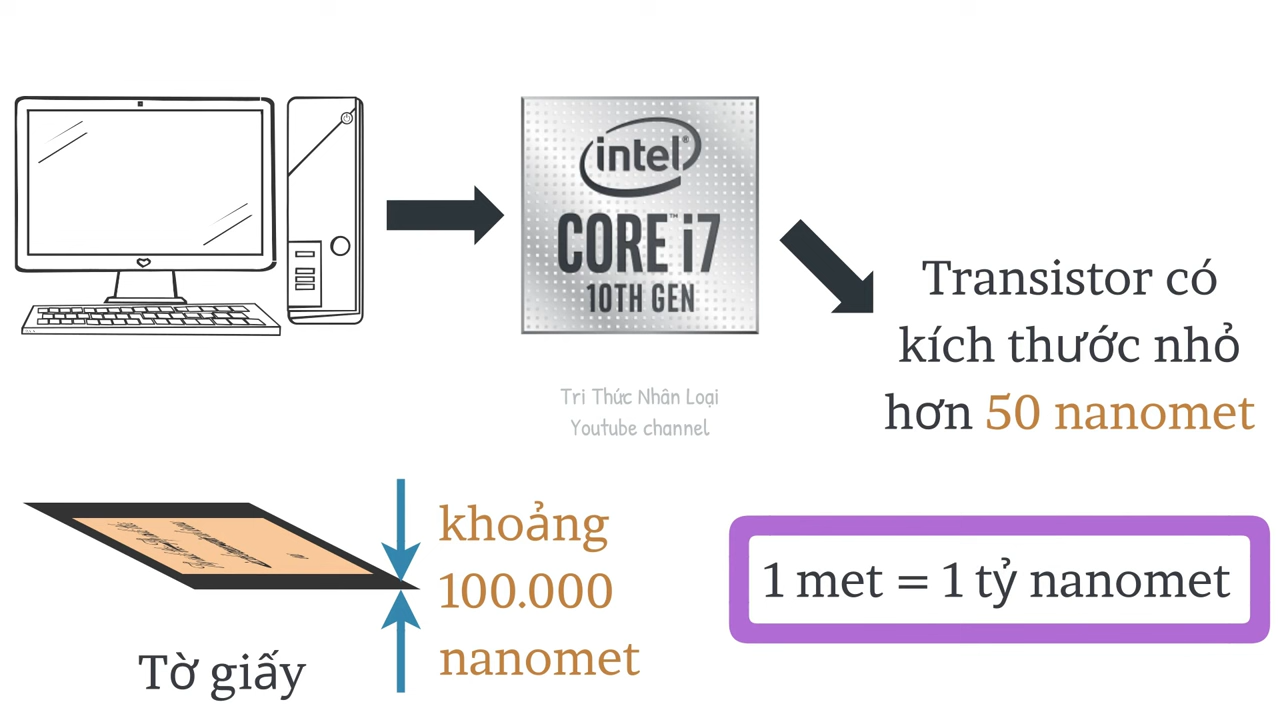 intel®
CORE™ i7
10TH GEN
Transistor có
kích thước nhỏ
hơn 50 nanomet
Tri Thức Nhân Loại
Youtube channel
khoảng
100.000
nanomet
Tờ giấy
1 met = 1 tỷ nanomet